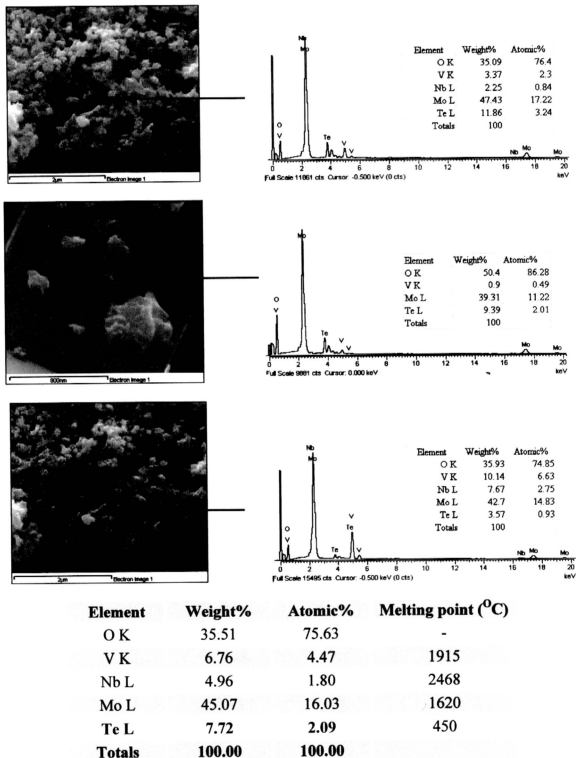 2μm Electron Image 1
Nb
Mo
O
V
Te
V
V
Nb
Mo
Mo
0 2 4 6 8 10 12 14 16 18 20
Full Scale 11861 cts Cursor: -0.500 keV (0 cts) keV
Element Weight% Atomic%
O K 35.09 76.4
V K 3.37 2.3
Nb L 2.25 0.84
Mo L 47.43 17.22
Te L 11.86 3.24
Totals 100
800nm Electron Image 1
Mo
O
V
Te
V
V
Mo
Mo
0 2 4 6 8 10 12 14 16 18 20
Full Scale 9881 cts Cursor: 0.000 keV keV
Element Weight% Atomic%
O K 50.4 86.28
V K 0.9 0.49
Mo L 39.31 11.22
Te L 9.39 2.01
Totals 100
2μm Electron Image 1
Nb
Mo
O
V
Te
Te
V
V
Nb
Mo
Mo
0 2 4 6 8 10 12 14 16 18 20
Full Scale 15495 cts Cursor: -0.500 keV (0 cts) keV
Element Weight% Atomic%
O K 35.93 74.85
V K 10.14 6.63
Nb L 7.67 2.75
Mo L 42.7 14.83
Te L 3.57 0.93
Totals 100
Element Weight% Atomic% Melting point (ᴼC)
O K 35.51 75.63 -
V K 6.76 4.47 1915
Nb L 4.96 1.80 2468
Mo L 45.07 16.03 1620
Te L 7.72 2.09 450
Totals 100.00 100.00